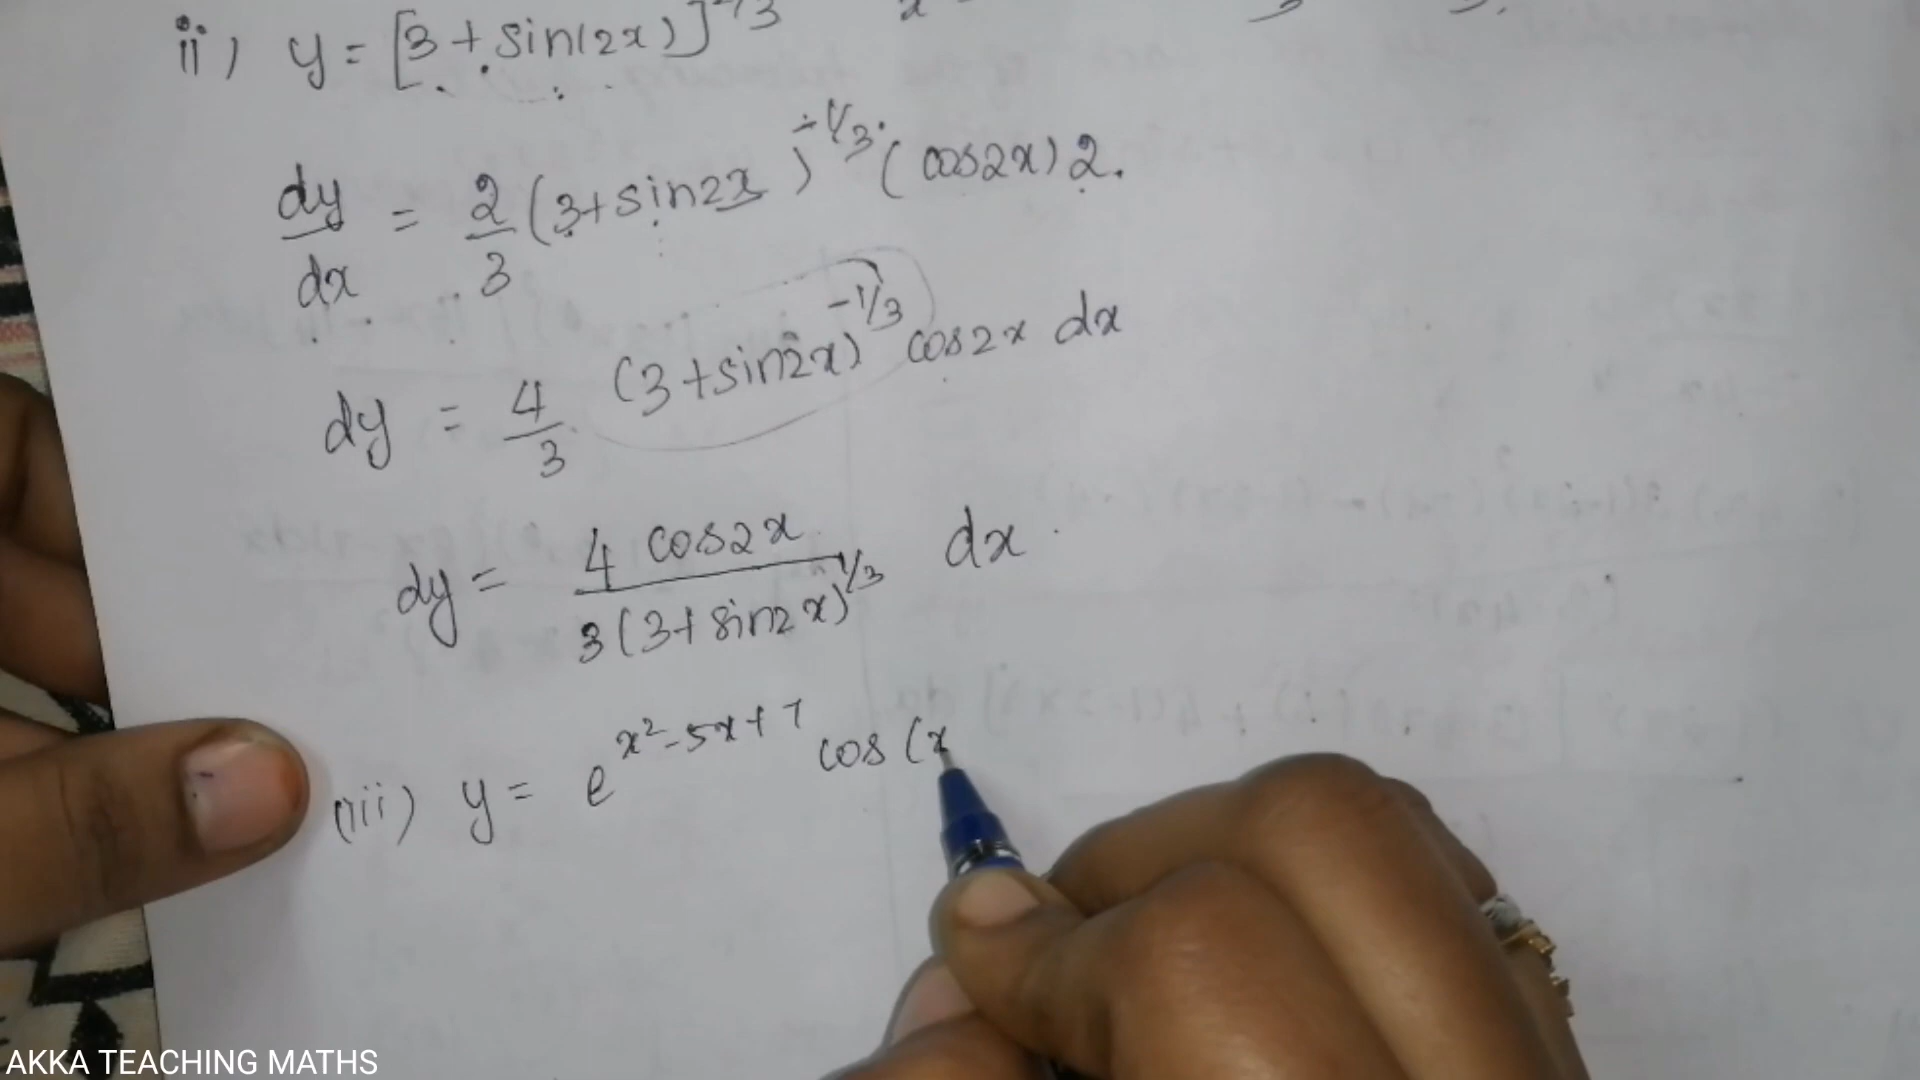 ii) y = [3 + sin(2x)]^2/3
dy/dx = 2/3 (3+sin2x)^-1/3 (cos2x) 2.
dy = 4/3 (3+sin2x)^-1/3 cos2x dx
dy = 4 cos2x / 3(3+sin2x)^1/3 dx.
(iii) y = e^x²-5x+7 cos (x
AKKA TEACHING MATHS